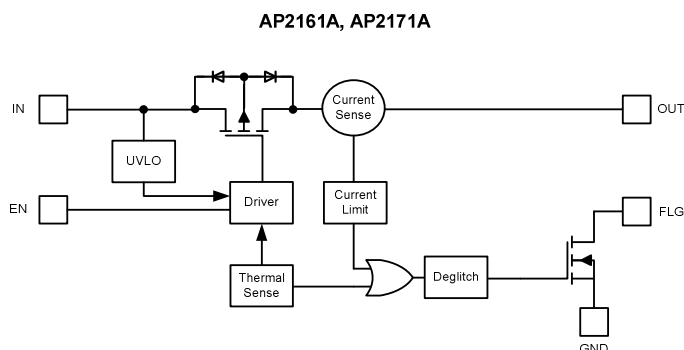 AP2161A, AP2171A
IN
Current
Sense
OUT
UVLO
EN
Driver
Current
Limit
FLG
Thermal
Sense
Deglitch
GND